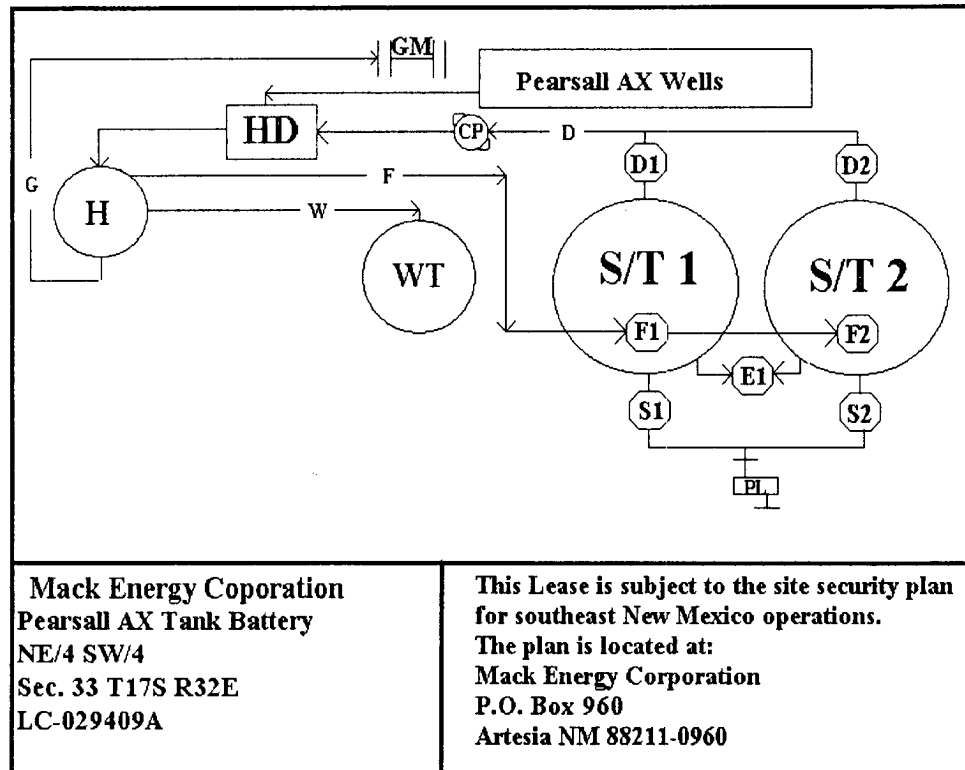 GM
Pearsall AX Wells
HD
CP
D
D1
D2
G
F
H
W
WT
S/T 1
S/T 2
F1
F2
E1
S1
S2
PL
Mack Energy Coporation
Pearsall AX Tank Battery
NE/4 SW/4
Sec. 33 T17S R32E
LC-029409A
This Lease is subject to the site security plan
for southeast New Mexico operations.
The plan is located at:
Mack Energy Corporation
P.O. Box 960
Artesia NM 88211-0960